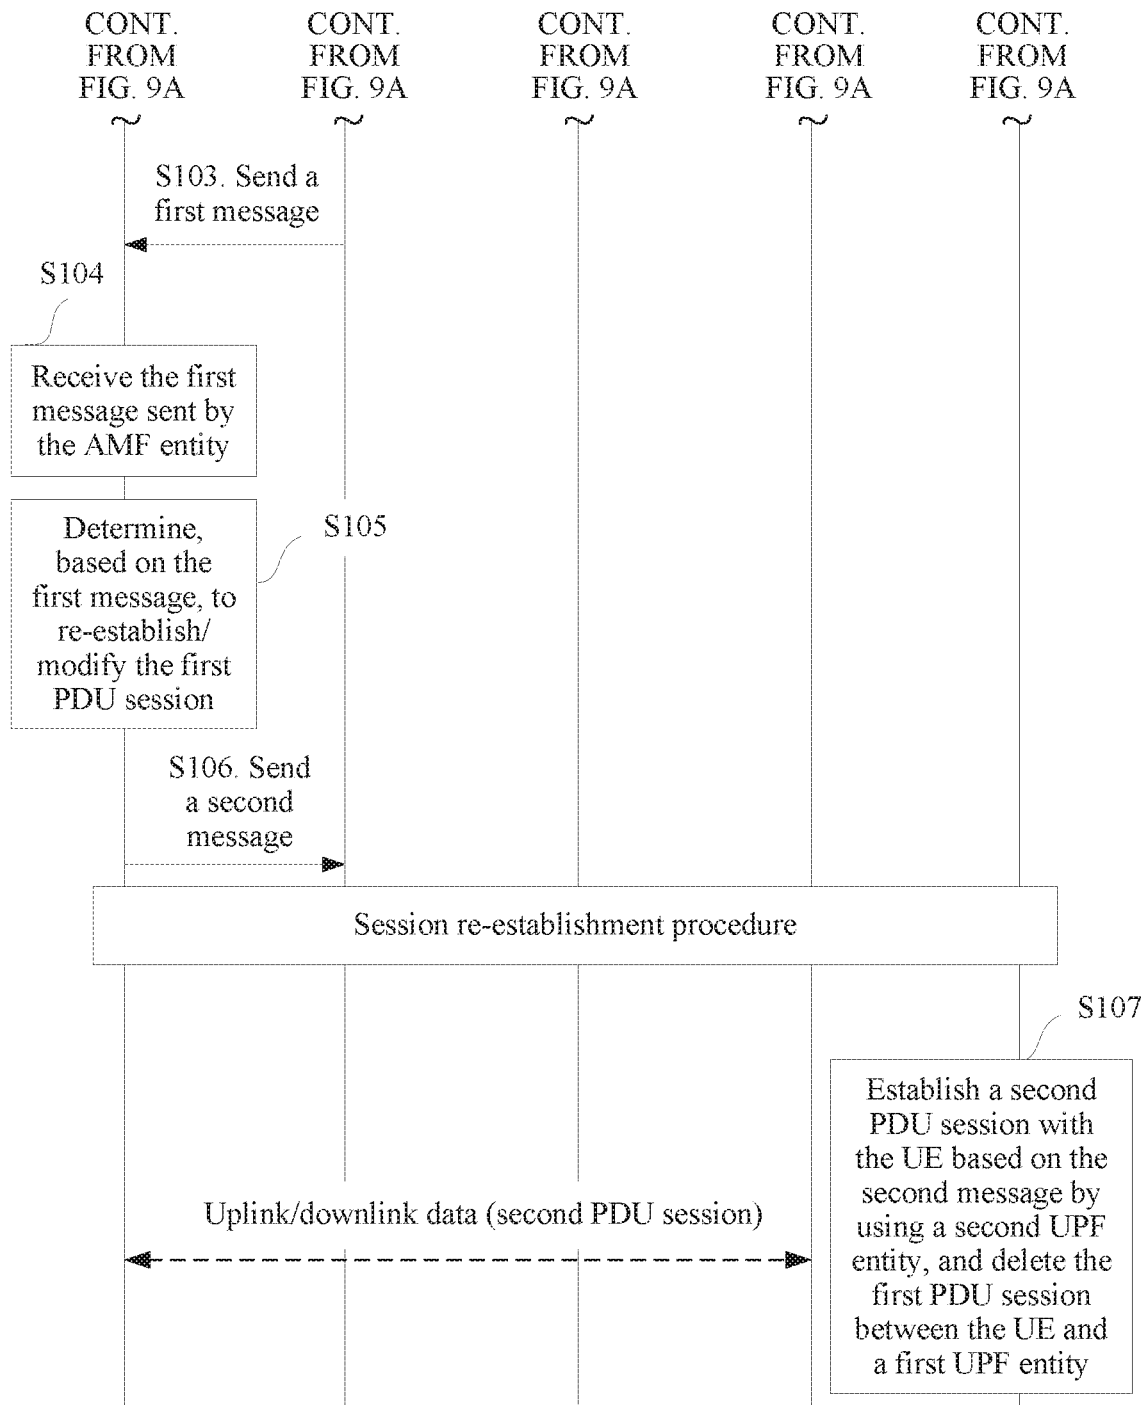 CONT. FROM FIG. 9A
CONT. FROM FIG. 9A
CONT. FROM FIG. 9A
CONT. FROM FIG. 9A
CONT. FROM FIG. 9A
S103. Send a
first message
S104
Receive the first
message sent by
the AMF entity
S105
Determine,
based on the
first message, to
re-establish/
modify the first
PDU session
S106. Send
a second
message
Session re-establishment procedure
S107
Establish a second
PDU session with
the UE based on the
second message by
using a second UPF
entity, and delete the
first PDU session
between the UE and
a first UPF entity
Uplink/downlink data (second PDU session)